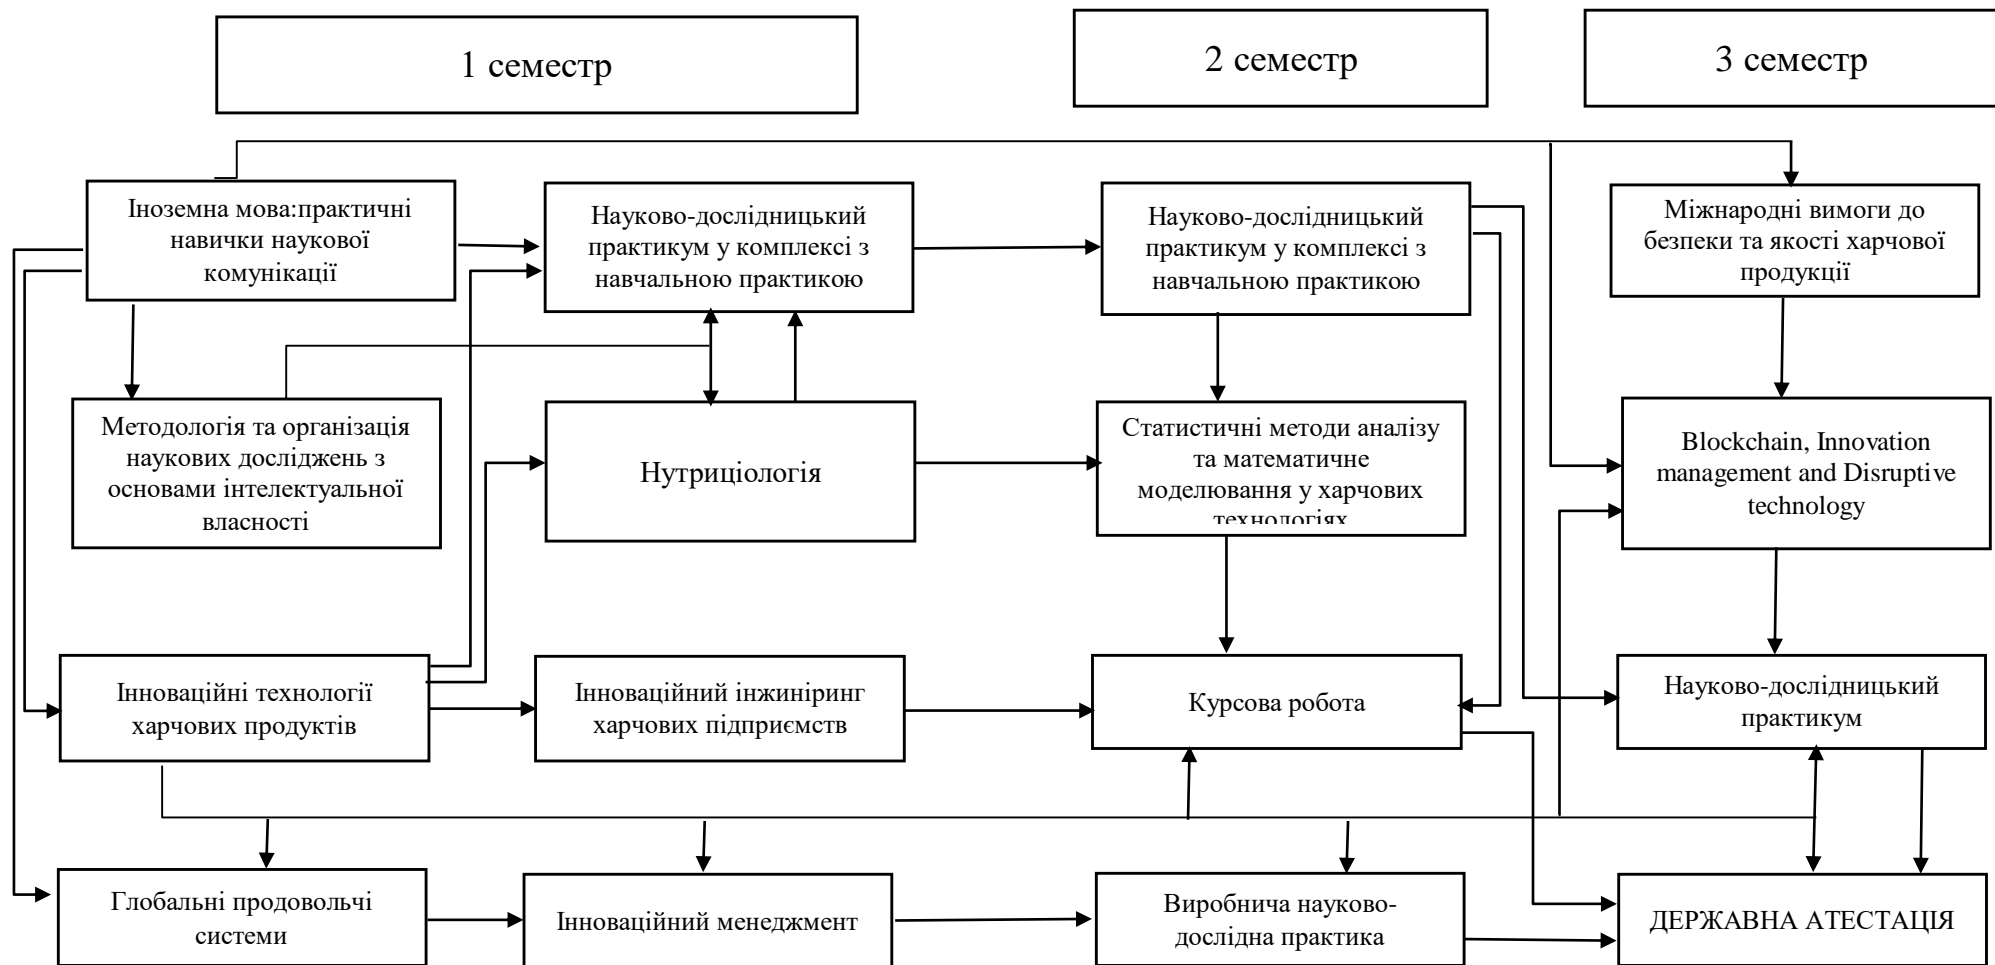 1 семестр
2 семестр
3 семестр
Іноземна мова:практичні
навички наукової
комунікації
Науково-дослідницький
практикум у комплексі з
навчальною практикою
Науково-дослідницький
практикум у комплексі з
навчальною практикою
Міжнародні вимоги до
безпеки та якості харчової
продукції
Методологія та організація
наукових досліджень з
основами інтелектуальної
власності
Нутриціологія
Статистичні методи аналізу
та математичне
моделювання у харчових
технологіях
Blockchain, Innovation
management and Disruptive
technology
Інноваційні технології
харчових продуктів
Інноваційний інжиніринг
харчових підприємств
Курсова робота
Науково-дослідницький
практикум
Глобальні продовольчі
системи
Інноваційний менеджмент
Виробнича науково-
дослідна практика
ДЕРЖАВНА АТЕСТАЦІЯ